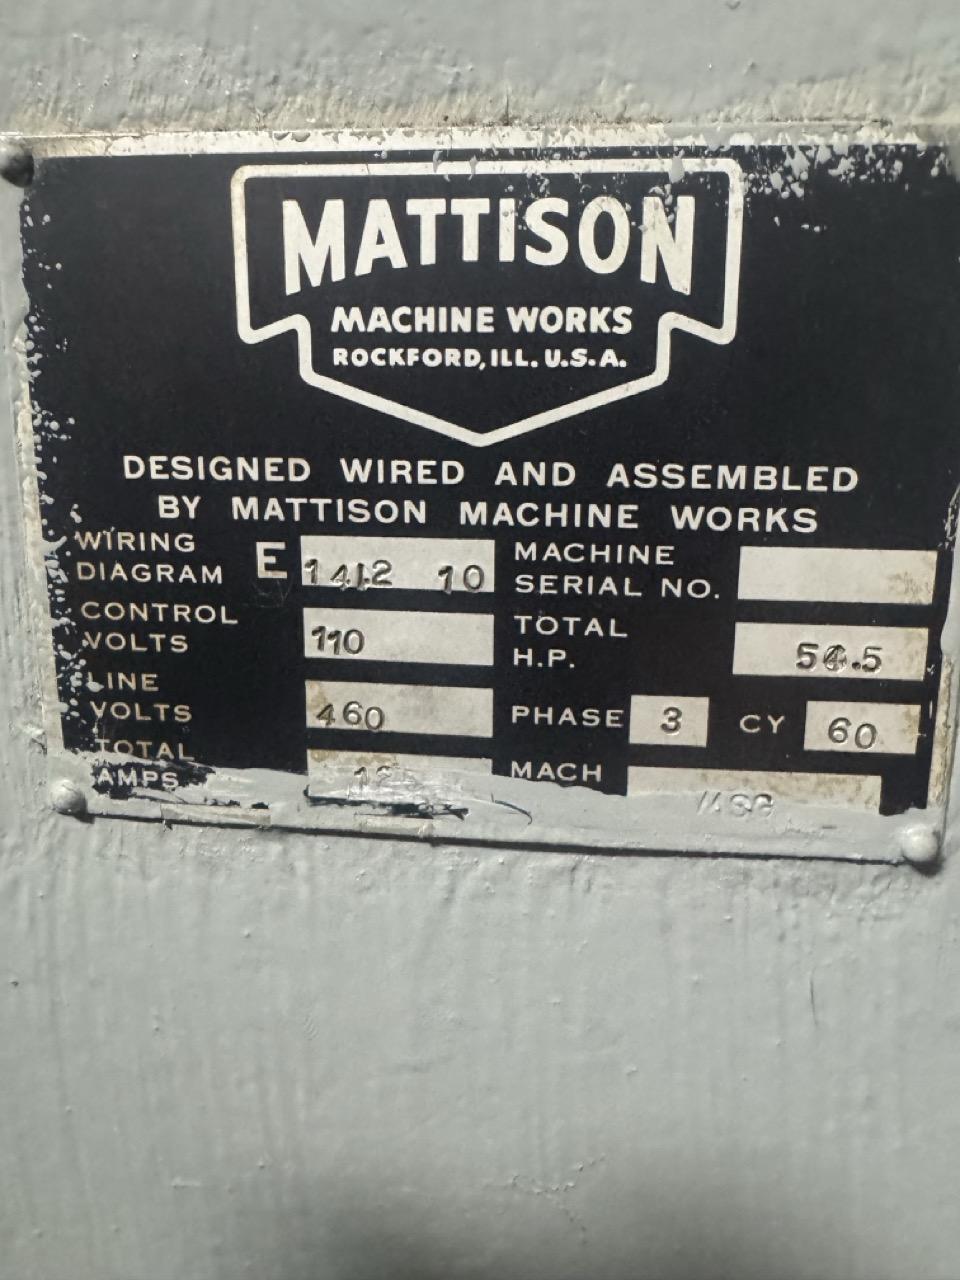 MATTISON
MACHINE WORKS
ROCKFORD, ILL. U.S.A.
DESIGNED WIRED AND ASSEMBLED
BY MATTISON MACHINE WORKS
WIRING DIAGRAM E 10
MACHINE SERIAL NO.
CONTROL VOLTS 110
TOTAL H.P.
LINE VOLTS 460
PHASE 3 CY 60
TOTAL AMPS
MACH